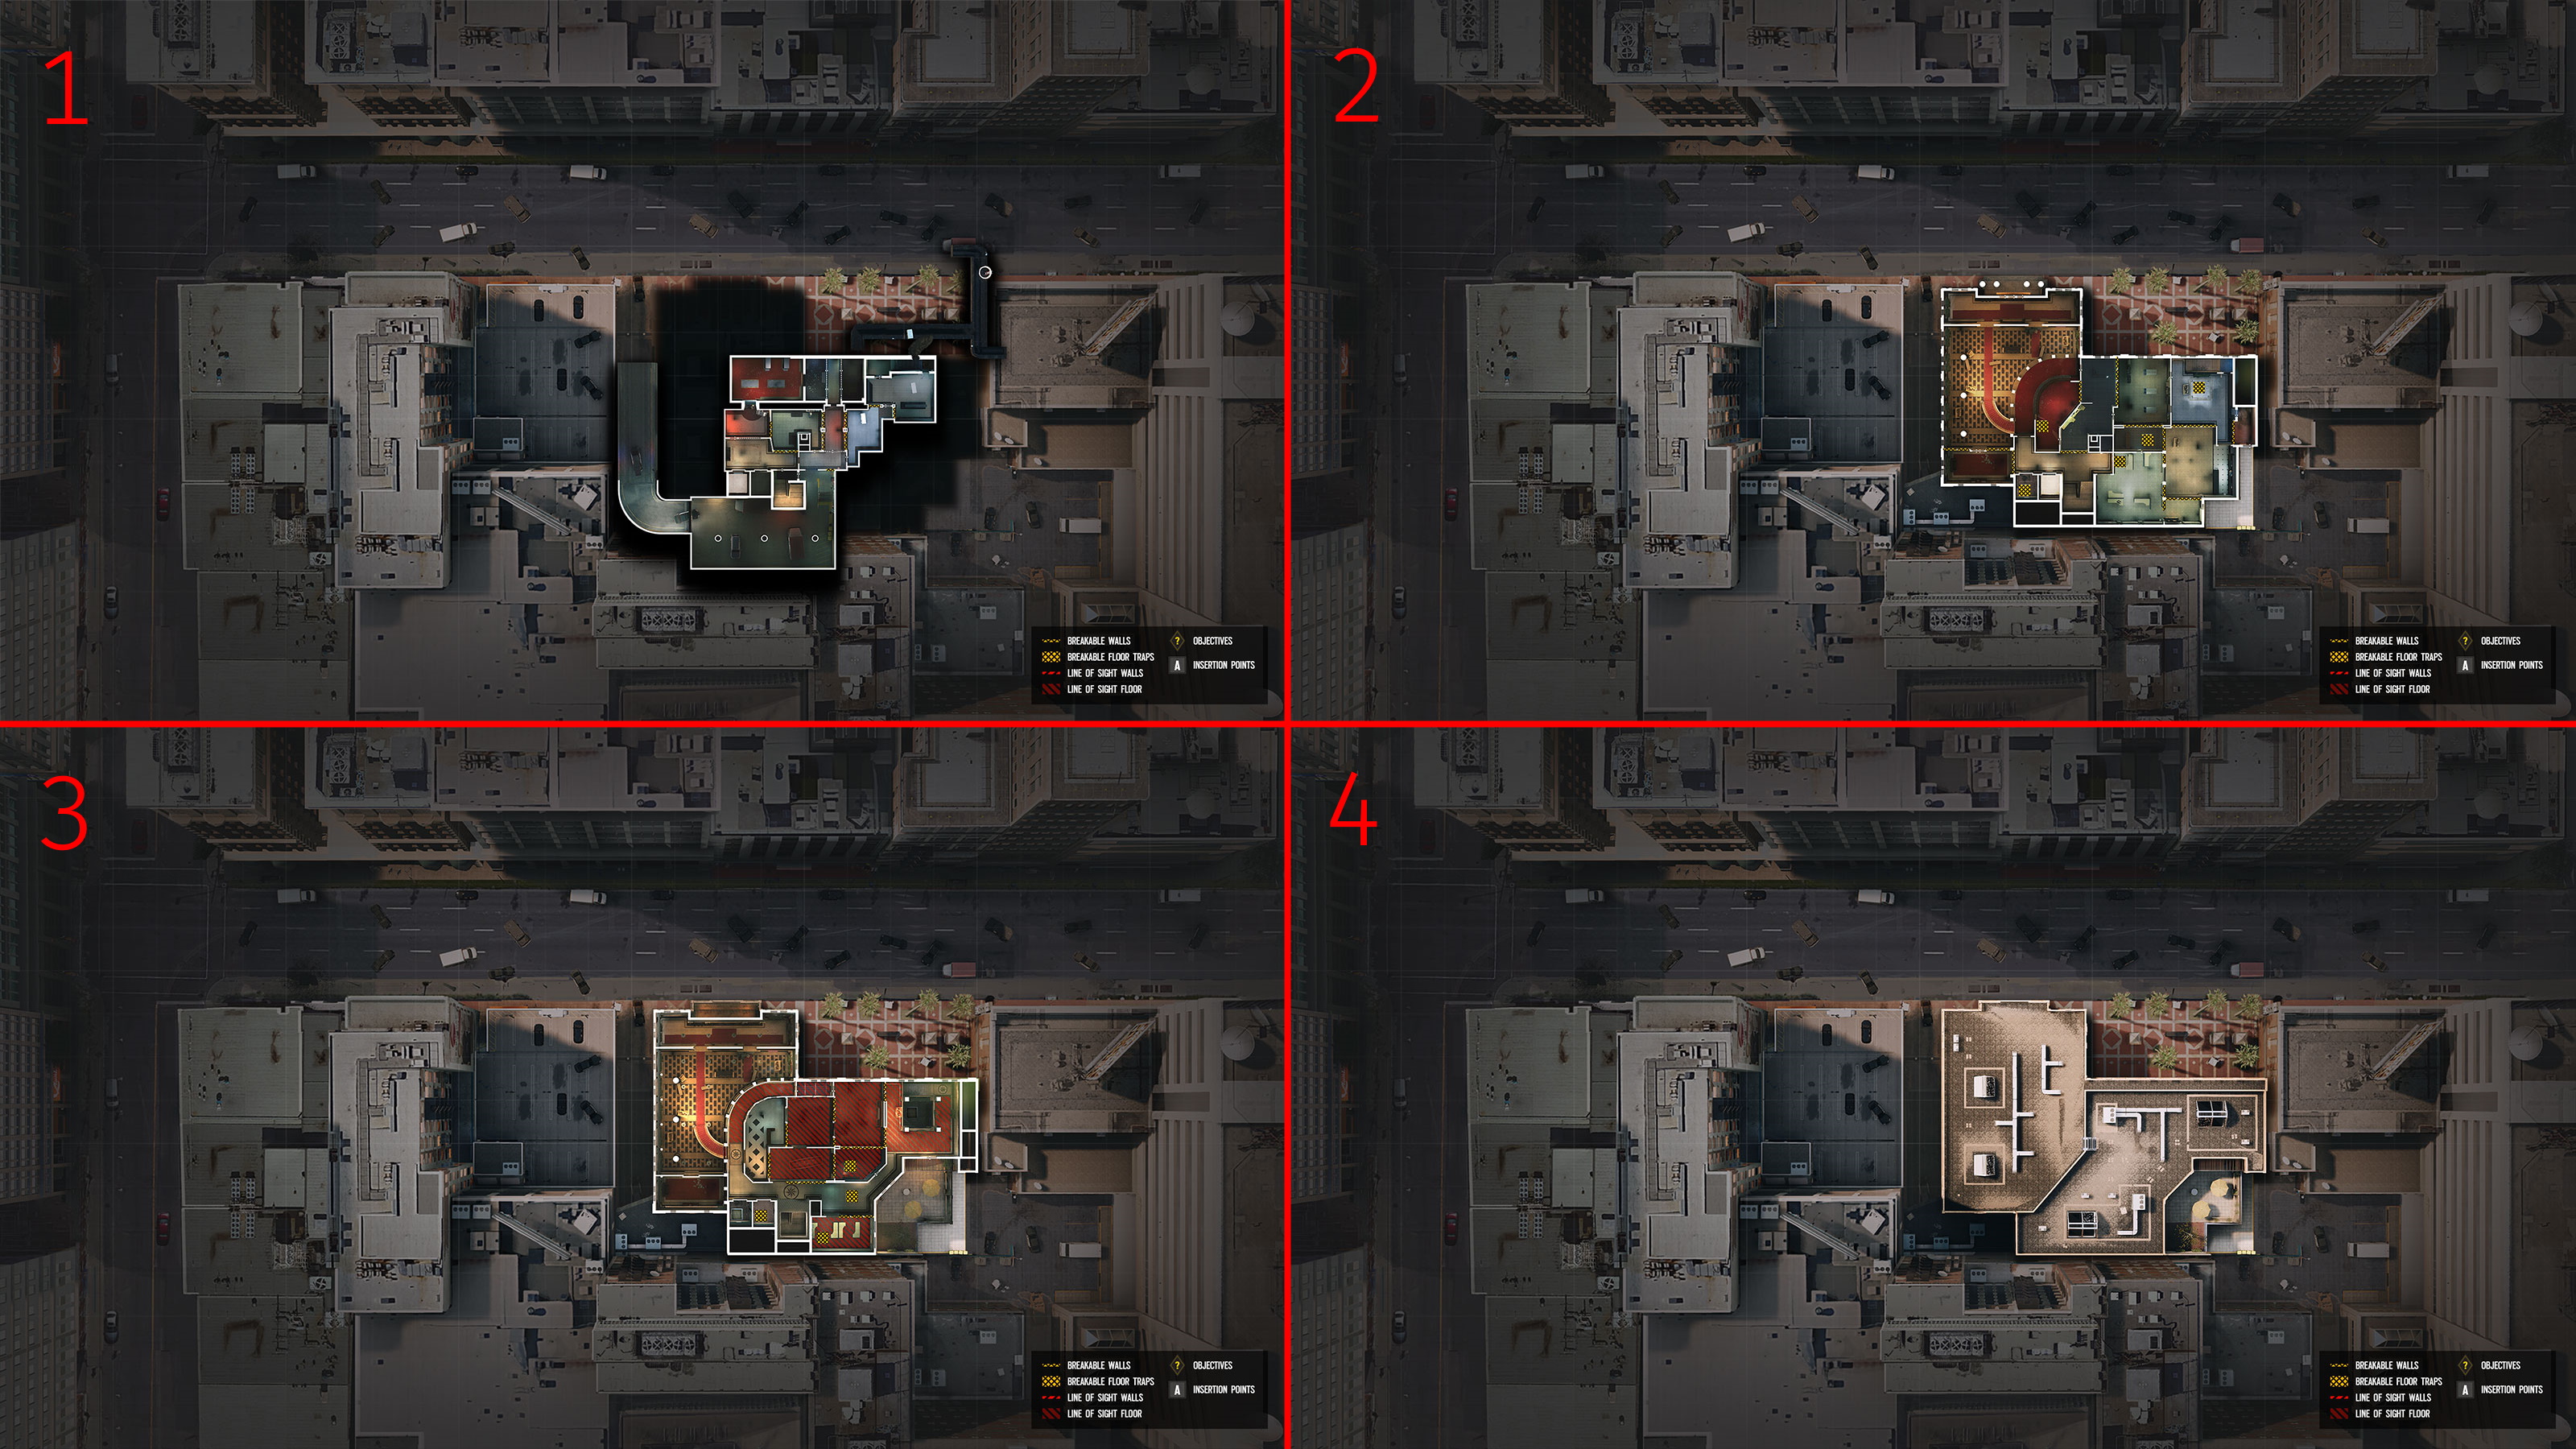 1
2
BREAKABLE WALLS
BREAKABLE FLOOR TRAPS
LINE OF SIGHT WALLS
LINE OF SIGHT FLOOR
? OBJECTIVES
A INSERTION POINTS
BREAKABLE WALLS
BREAKABLE FLOOR TRAPS
LINE OF SIGHT WALLS
LINE OF SIGHT FLOOR
? OBJECTIVES
A INSERTION POINTS
3
4
BREAKABLE WALLS
BREAKABLE FLOOR TRAPS
LINE OF SIGHT WALLS
LINE OF SIGHT FLOOR
? OBJECTIVES
A INSERTION POINTS
BREAKABLE WALLS
BREAKABLE FLOOR TRAPS
LINE OF SIGHT WALLS
LINE OF SIGHT FLOOR
? OBJECTIVES
A INSERTION POINTS